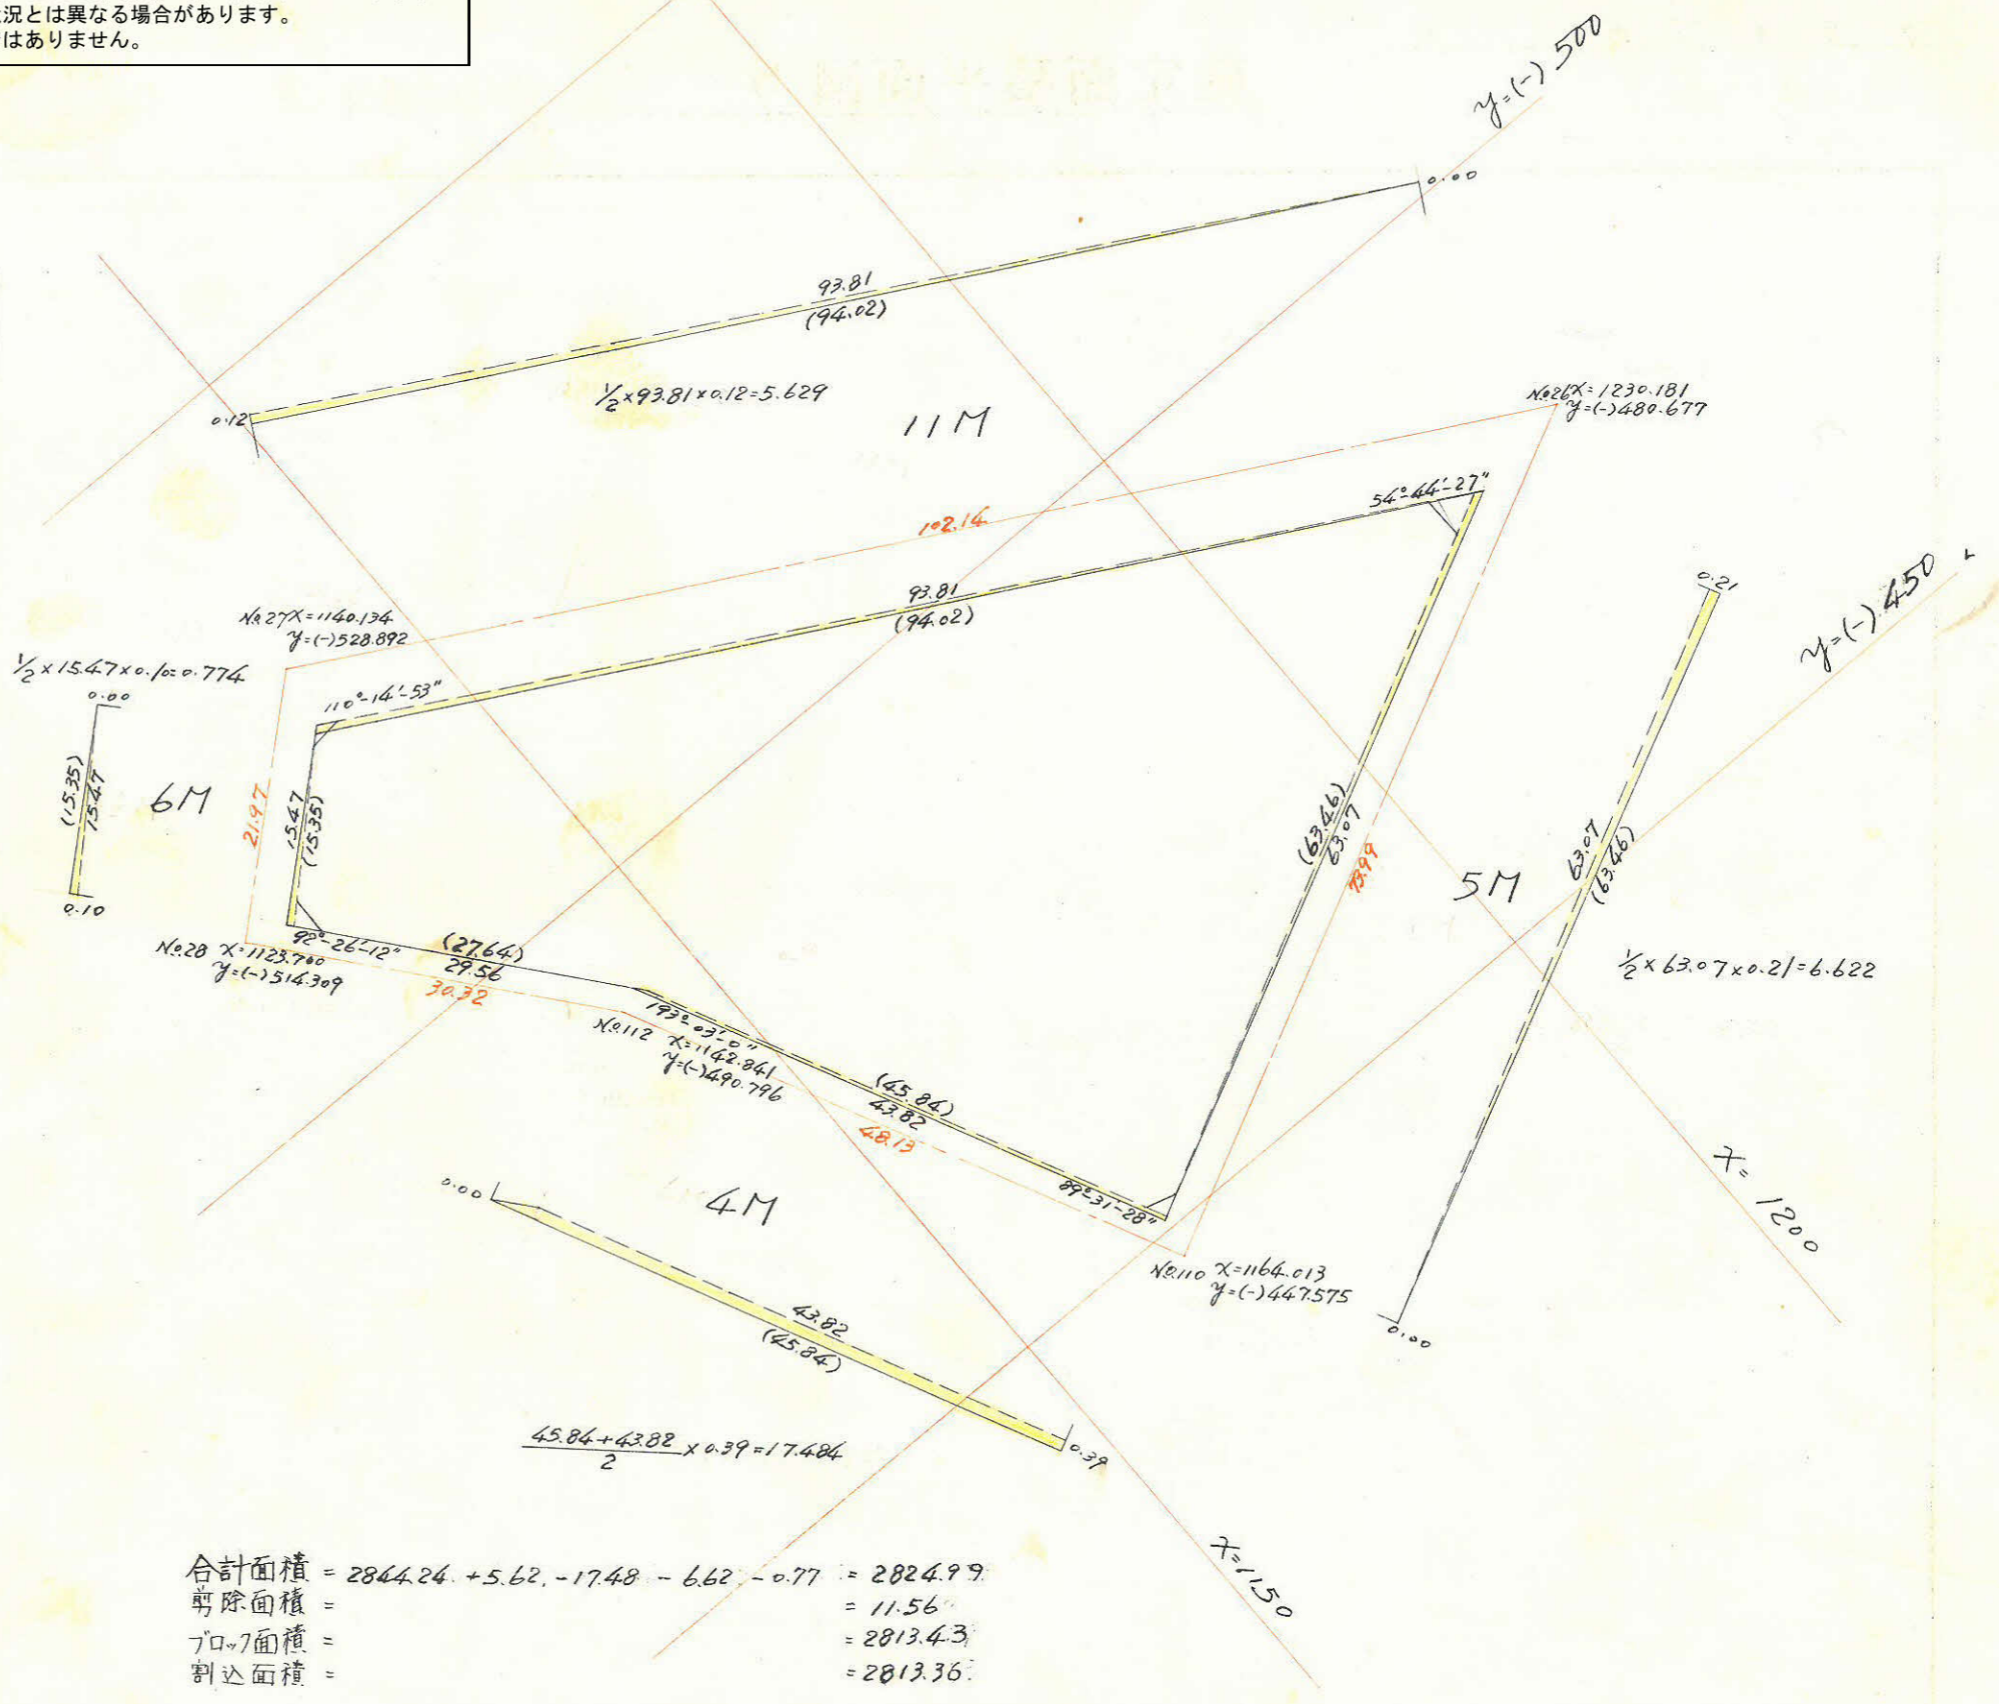 況とは異なる場合があります。
はありません。
y=(-) 500
0.00
93.81
(94.02)
0.12
1/2×93.81×0.12=5.629
11M
No.26 X=1230.181
y=(-)480.677
54°-44'-27"
102.14
93.81
(94.02)
0.21
y=(-) 450
No.27 X=1140.134
y=(-)528.892
1/2×15.47×0.10=0.774
0.00
110°-14'-53"
(15.35)
15.47
6M
21.97
15.47
(15.35)
0.10
(63.46)
63.07
73.99
5M
63.07
(63.46)
92°-26'-12"
(27.64)
29.56
30.32
No.28 X=1123.700
y=(-)514.309
1/2×63.07×0.21=6.622
193°-03'-0"
No.112 X=1142.841
y=(-)490.796
(45.84)
43.82
48.13
89°-31'-28"
0.00
4M
X=1200
No.110 X=1164.013
y=(-)447.575
0.00
43.82
(45.84)
0.39
45.84+43.82
2
×0.39=17.484
X=1150
合計面積 = 2844.24 +5.62 -17.48 -6.62 -0.77 = 2824.99
剪除面積 = = 11.56
ブロック面積 = = 2813.43
割込面積 = = 2813.36